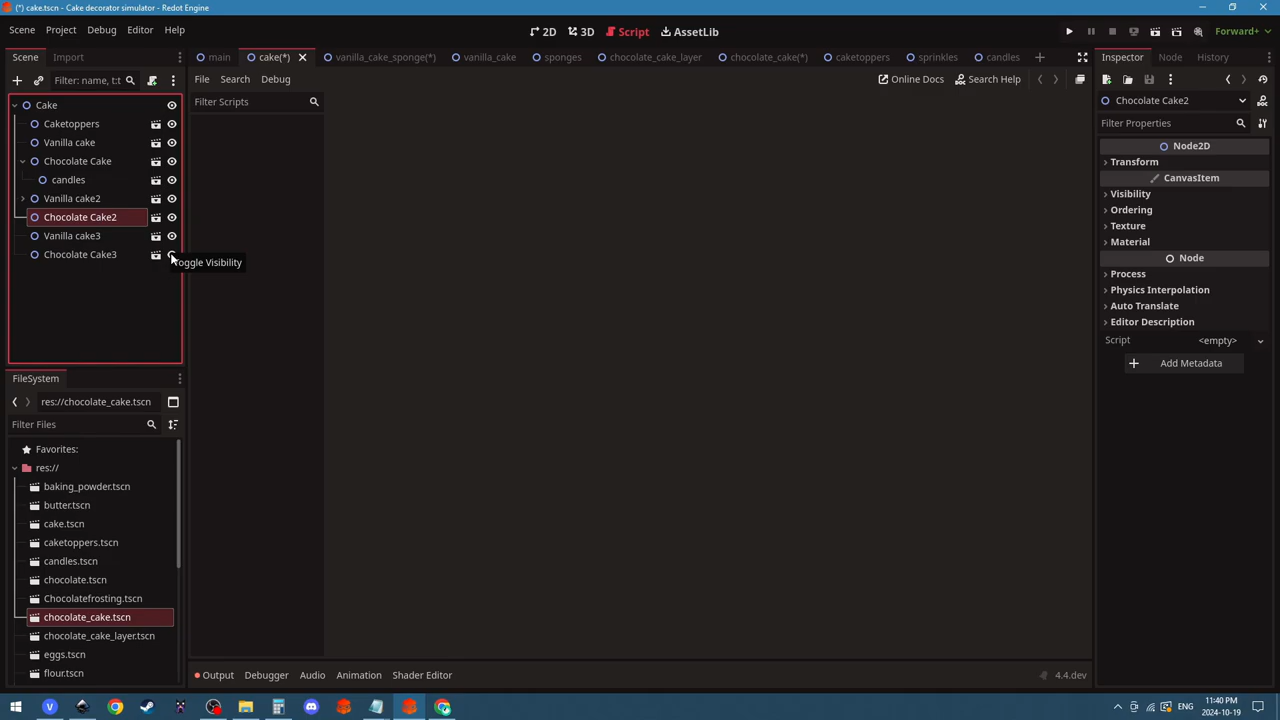 (*) cake.tscn - Cake decorator simulator - Redot Engine
Scene Project Debug Editor Help
2D 3D Script AssetLib
Forward+
Scene Import
main cake(*) vanilla_cake_sponge(*) vanilla_cake sponges chocolate_cake_layer chocolate_cake(*) caketoppers sprinkles candles
Inspector Node History
Filter: name, t:t
File Search Debug
Online Docs Search Help
Filter Scripts
Chocolate Cake2
Filter Properties
Cake
Caketoppers
Vanilla cake
Chocolate Cake
candles
Vanilla cake2
Chocolate Cake2
Vanilla cake3
Chocolate Cake3
oggle Visibility
Node2D
Transform
CanvasItem
Visibility
Ordering
Texture
Material
Node
Process
Physics Interpolation
Auto Translate
Editor Description
Script <empty>
Add Metadata
FileSystem
res://chocolate_cake.tscn
Filter Files
Favorites:
res://
baking_powder.tscn
butter.tscn
cake.tscn
caketoppers.tscn
candles.tscn
chocolate.tscn
Chocolatefrosting.tscn
chocolate_cake.tscn
chocolate_cake_layer.tscn
eggs.tscn
flour.tscn
Output Debugger Audio Animation Shader Editor
4.4.dev
ENG
11:40 PM
2024-10-19